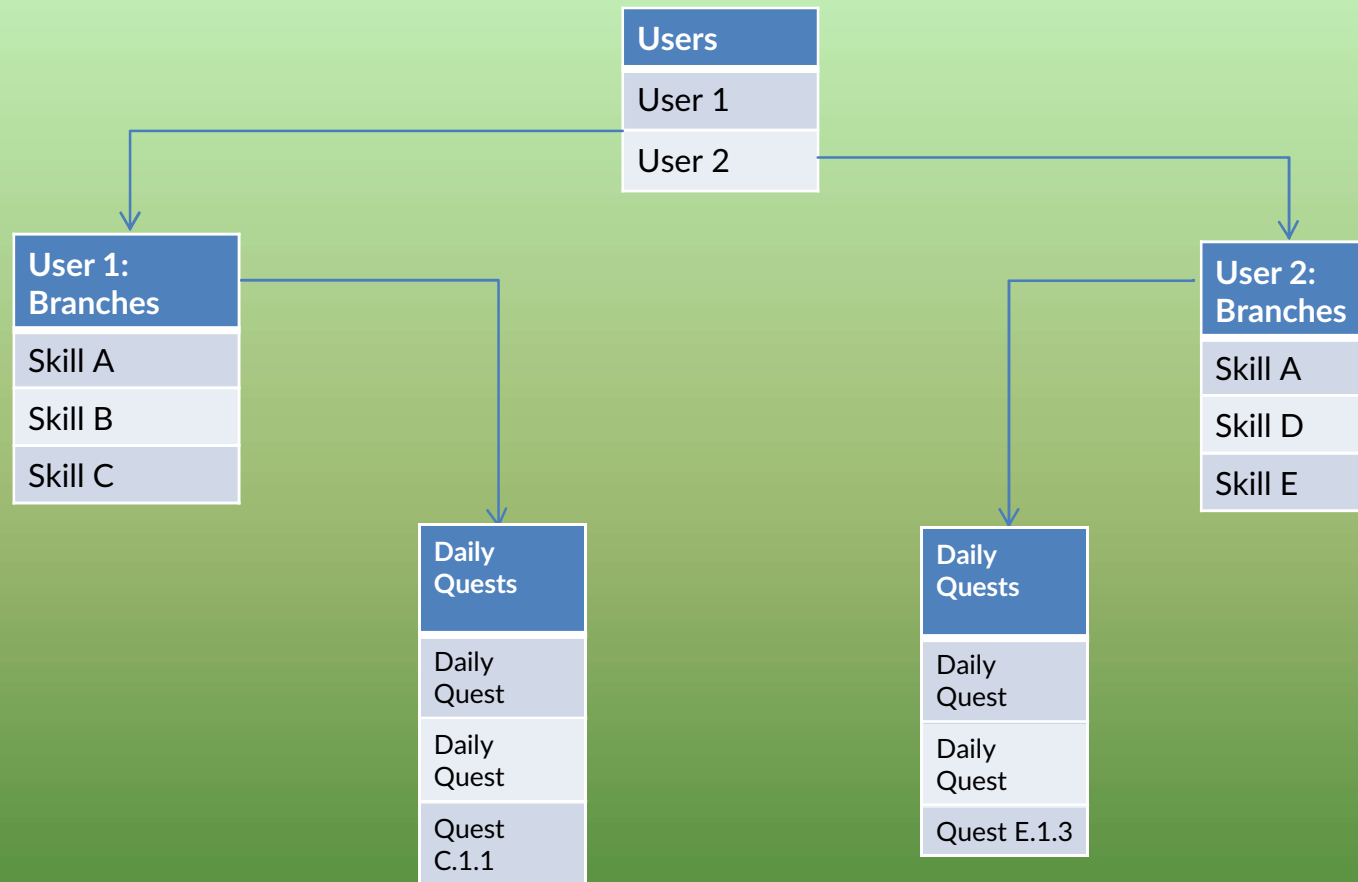 Users
User 1
User 2
User 1:
Branches
Skill A
Skill B
Skill C
User 2:
Branches
Skill A
Skill D
Skill E
Daily
Quests
Daily
Quest
Daily
Quest
Quest
C.1.1
Daily
Quests
Daily
Quest
Daily
Quest
Quest E.1.3